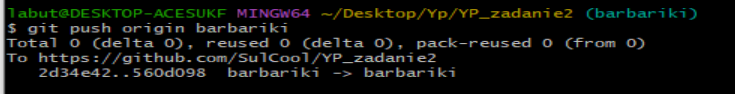 labut@DESKTOP-ACESUKF MINGW64 ~/Desktop/Yp/YP_zadanie2 (barbariki)
$ git push origin barbariki
Total 0 (delta 0), reused 0 (delta 0), pack-reused 0 (from 0)
To https://github.com/SulCool/YP_zadanie2
   2d34e42..560d098  barbariki -> barbariki